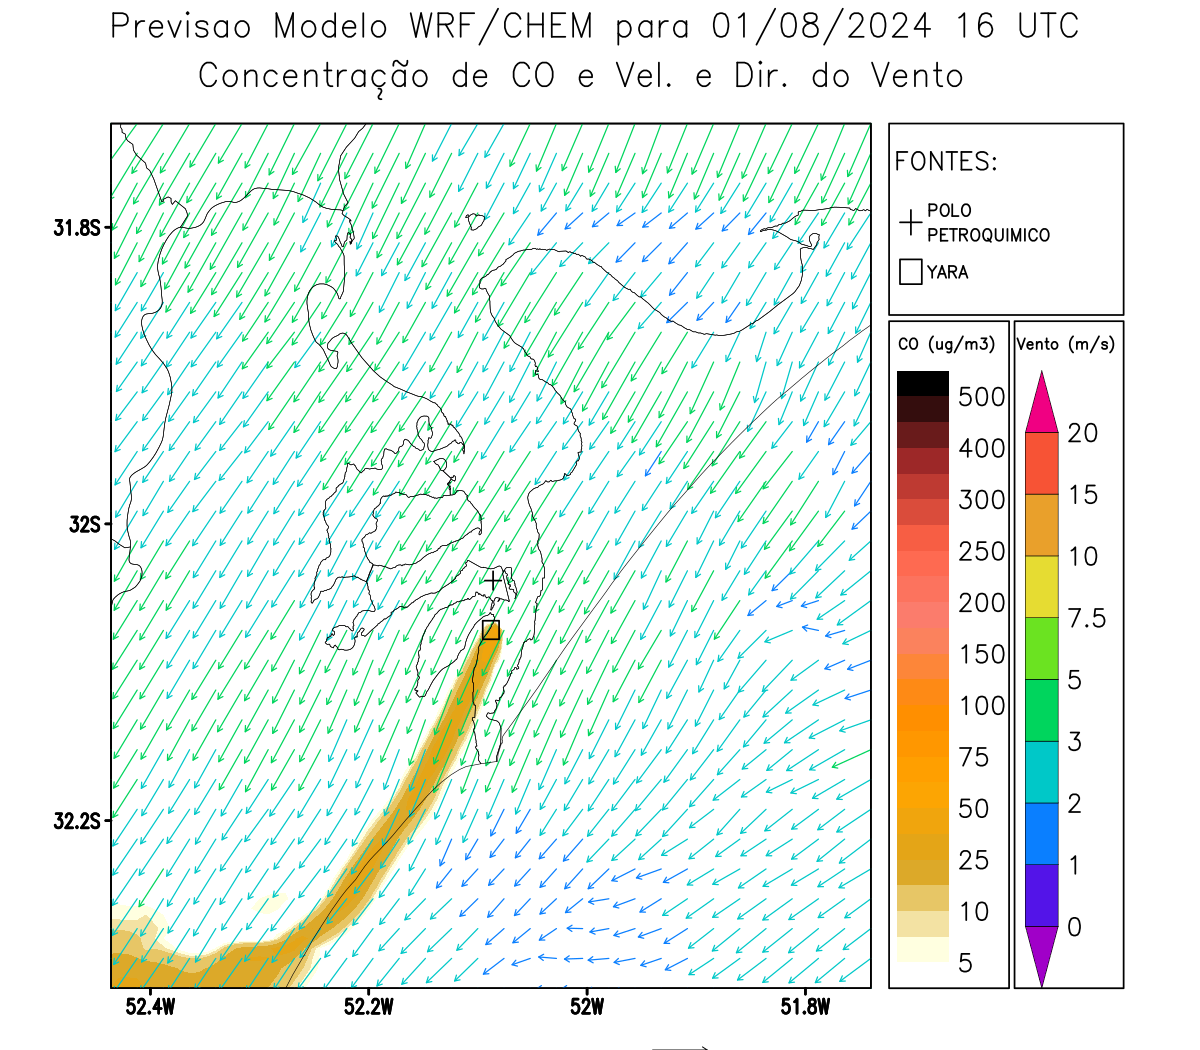 Previsao Modelo WRF/CHEM para 01/08/2024 16 UTC
Concentração de CO e Vel. e Dir. do Vento
FONTES:
POLO
PETROQUIMICO
YARA
CO (ug/m3)
500
400
300
250
200
150
100
75
50
25
10
5
Vento (m/s)
20
15
10
7.5
5
3
2
1
0
31.8S
32S
32.2S
52.4W
52.2W
52W
51.8W